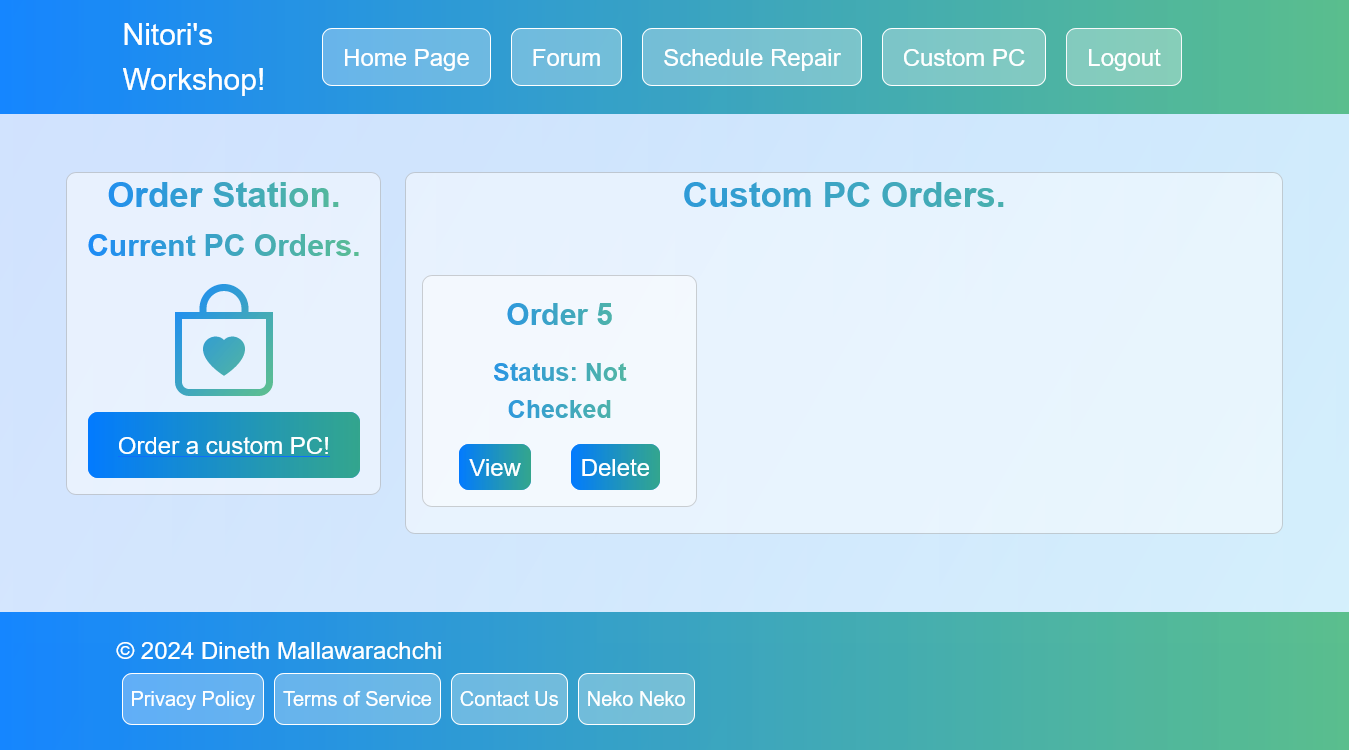 Nitori's
Workshop!
Home Page
Forum
Schedule Repair
Custom PC
Logout
Order Station.
Current PC Orders.
Order a custom PC!
Custom PC Orders.
Order 5
Status: Not
Checked
View
Delete
© 2024 Dineth Mallawarachchi
Privacy Policy
Terms of Service
Contact Us
Neko Neko